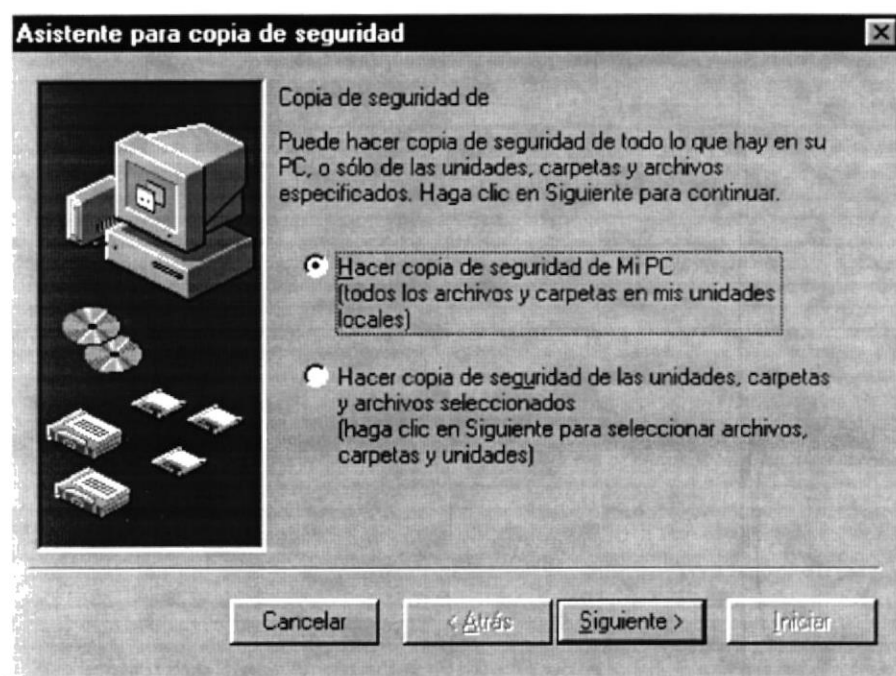 Asistente para copia de seguridad
Copia de seguridad de
Puede hacer copia de seguridad de todo lo que hay en su
PC, o sólo de las unidades, carpetas y archivos
especificados. Haga clic en Siguiente para continuar.
Hacer copia de seguridad de Mi PC
(todos los archivos y carpetas en mis unidades
locales)
Hacer copia de seguridad de las unidades, carpetas
y archivos seleccionados
(haga clic en Siguiente para seleccionar archivos,
carpetas y unidades)
Cancelar
< Atrás
Siguiente >
Iniciar